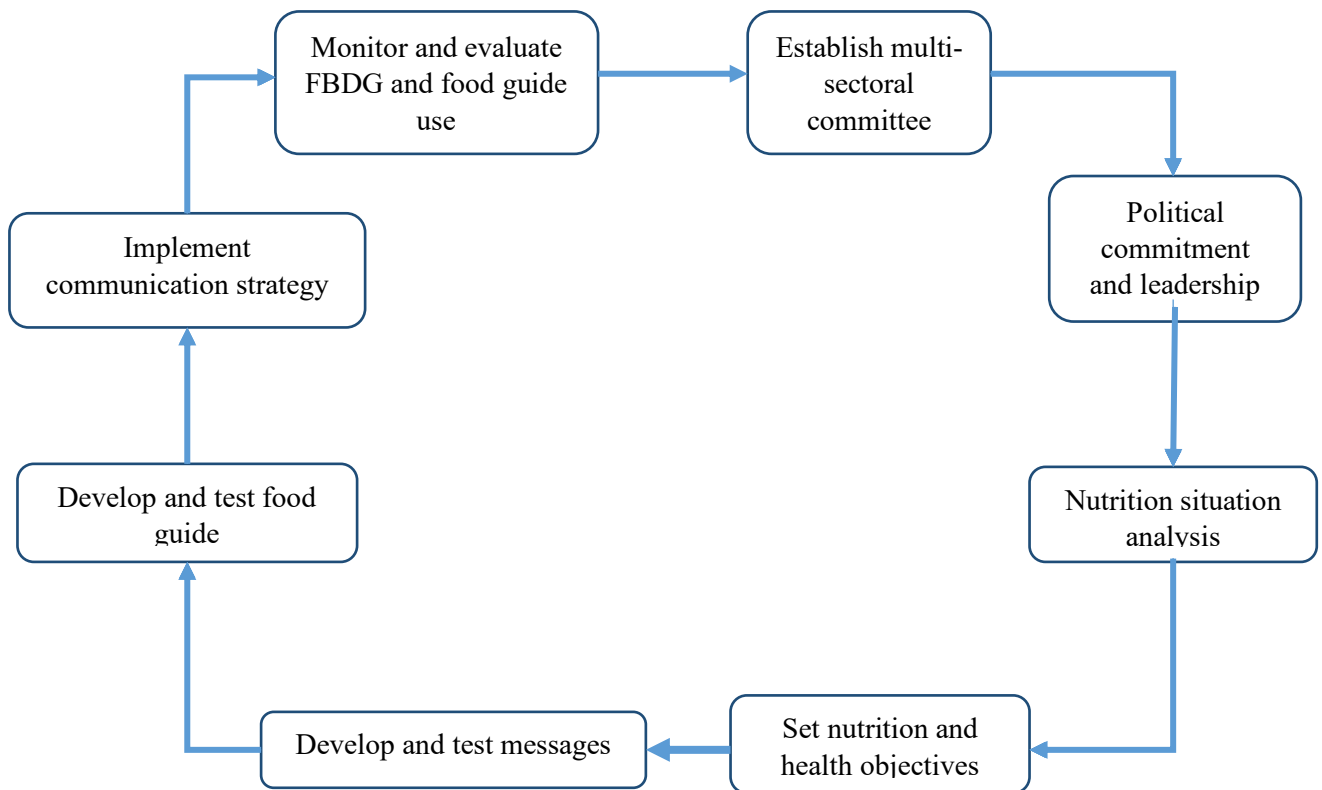 Monitor and evaluate
FBDG and food guide
use
Establish multi-
sectoral
committee
Political
commitment
and leadership
Nutrition situation
analysis
Set nutrition and
health objectives
Develop and test messages
Develop and test food
guide
Implement
communication strategy